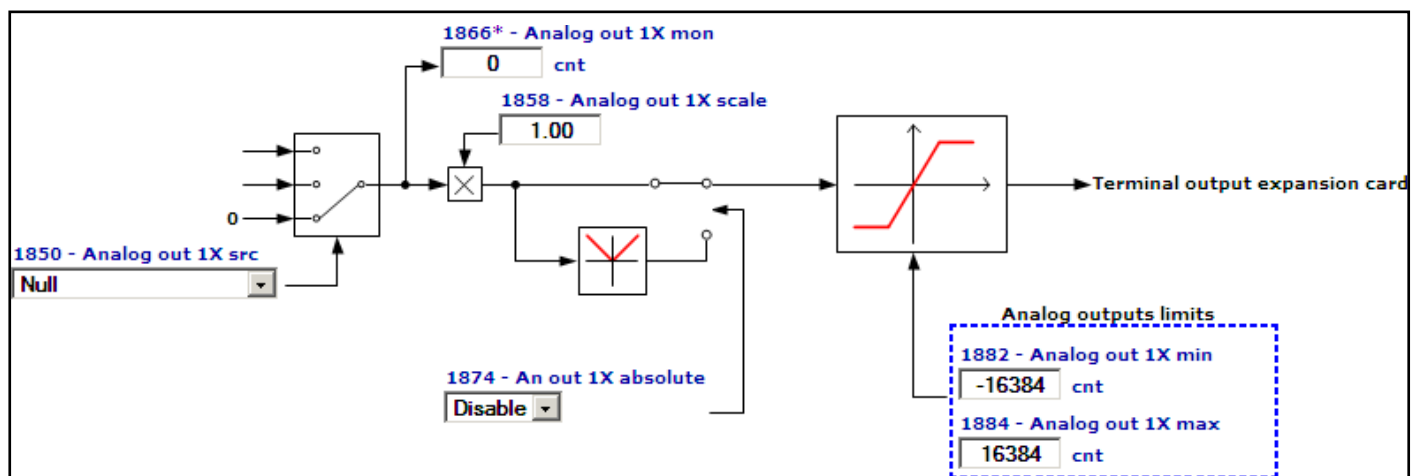 1866* - Analog out 1X mon
0 cnt
1858 - Analog out 1X scale
1.00
0
Terminal output expansion card
1850 - Analog out 1X src
Null
1874 - An out 1X absolute
Disable
Analog outputs limits
1882 - Analog out 1X min
-16384 cnt
1884 - Analog out 1X max
16384 cnt